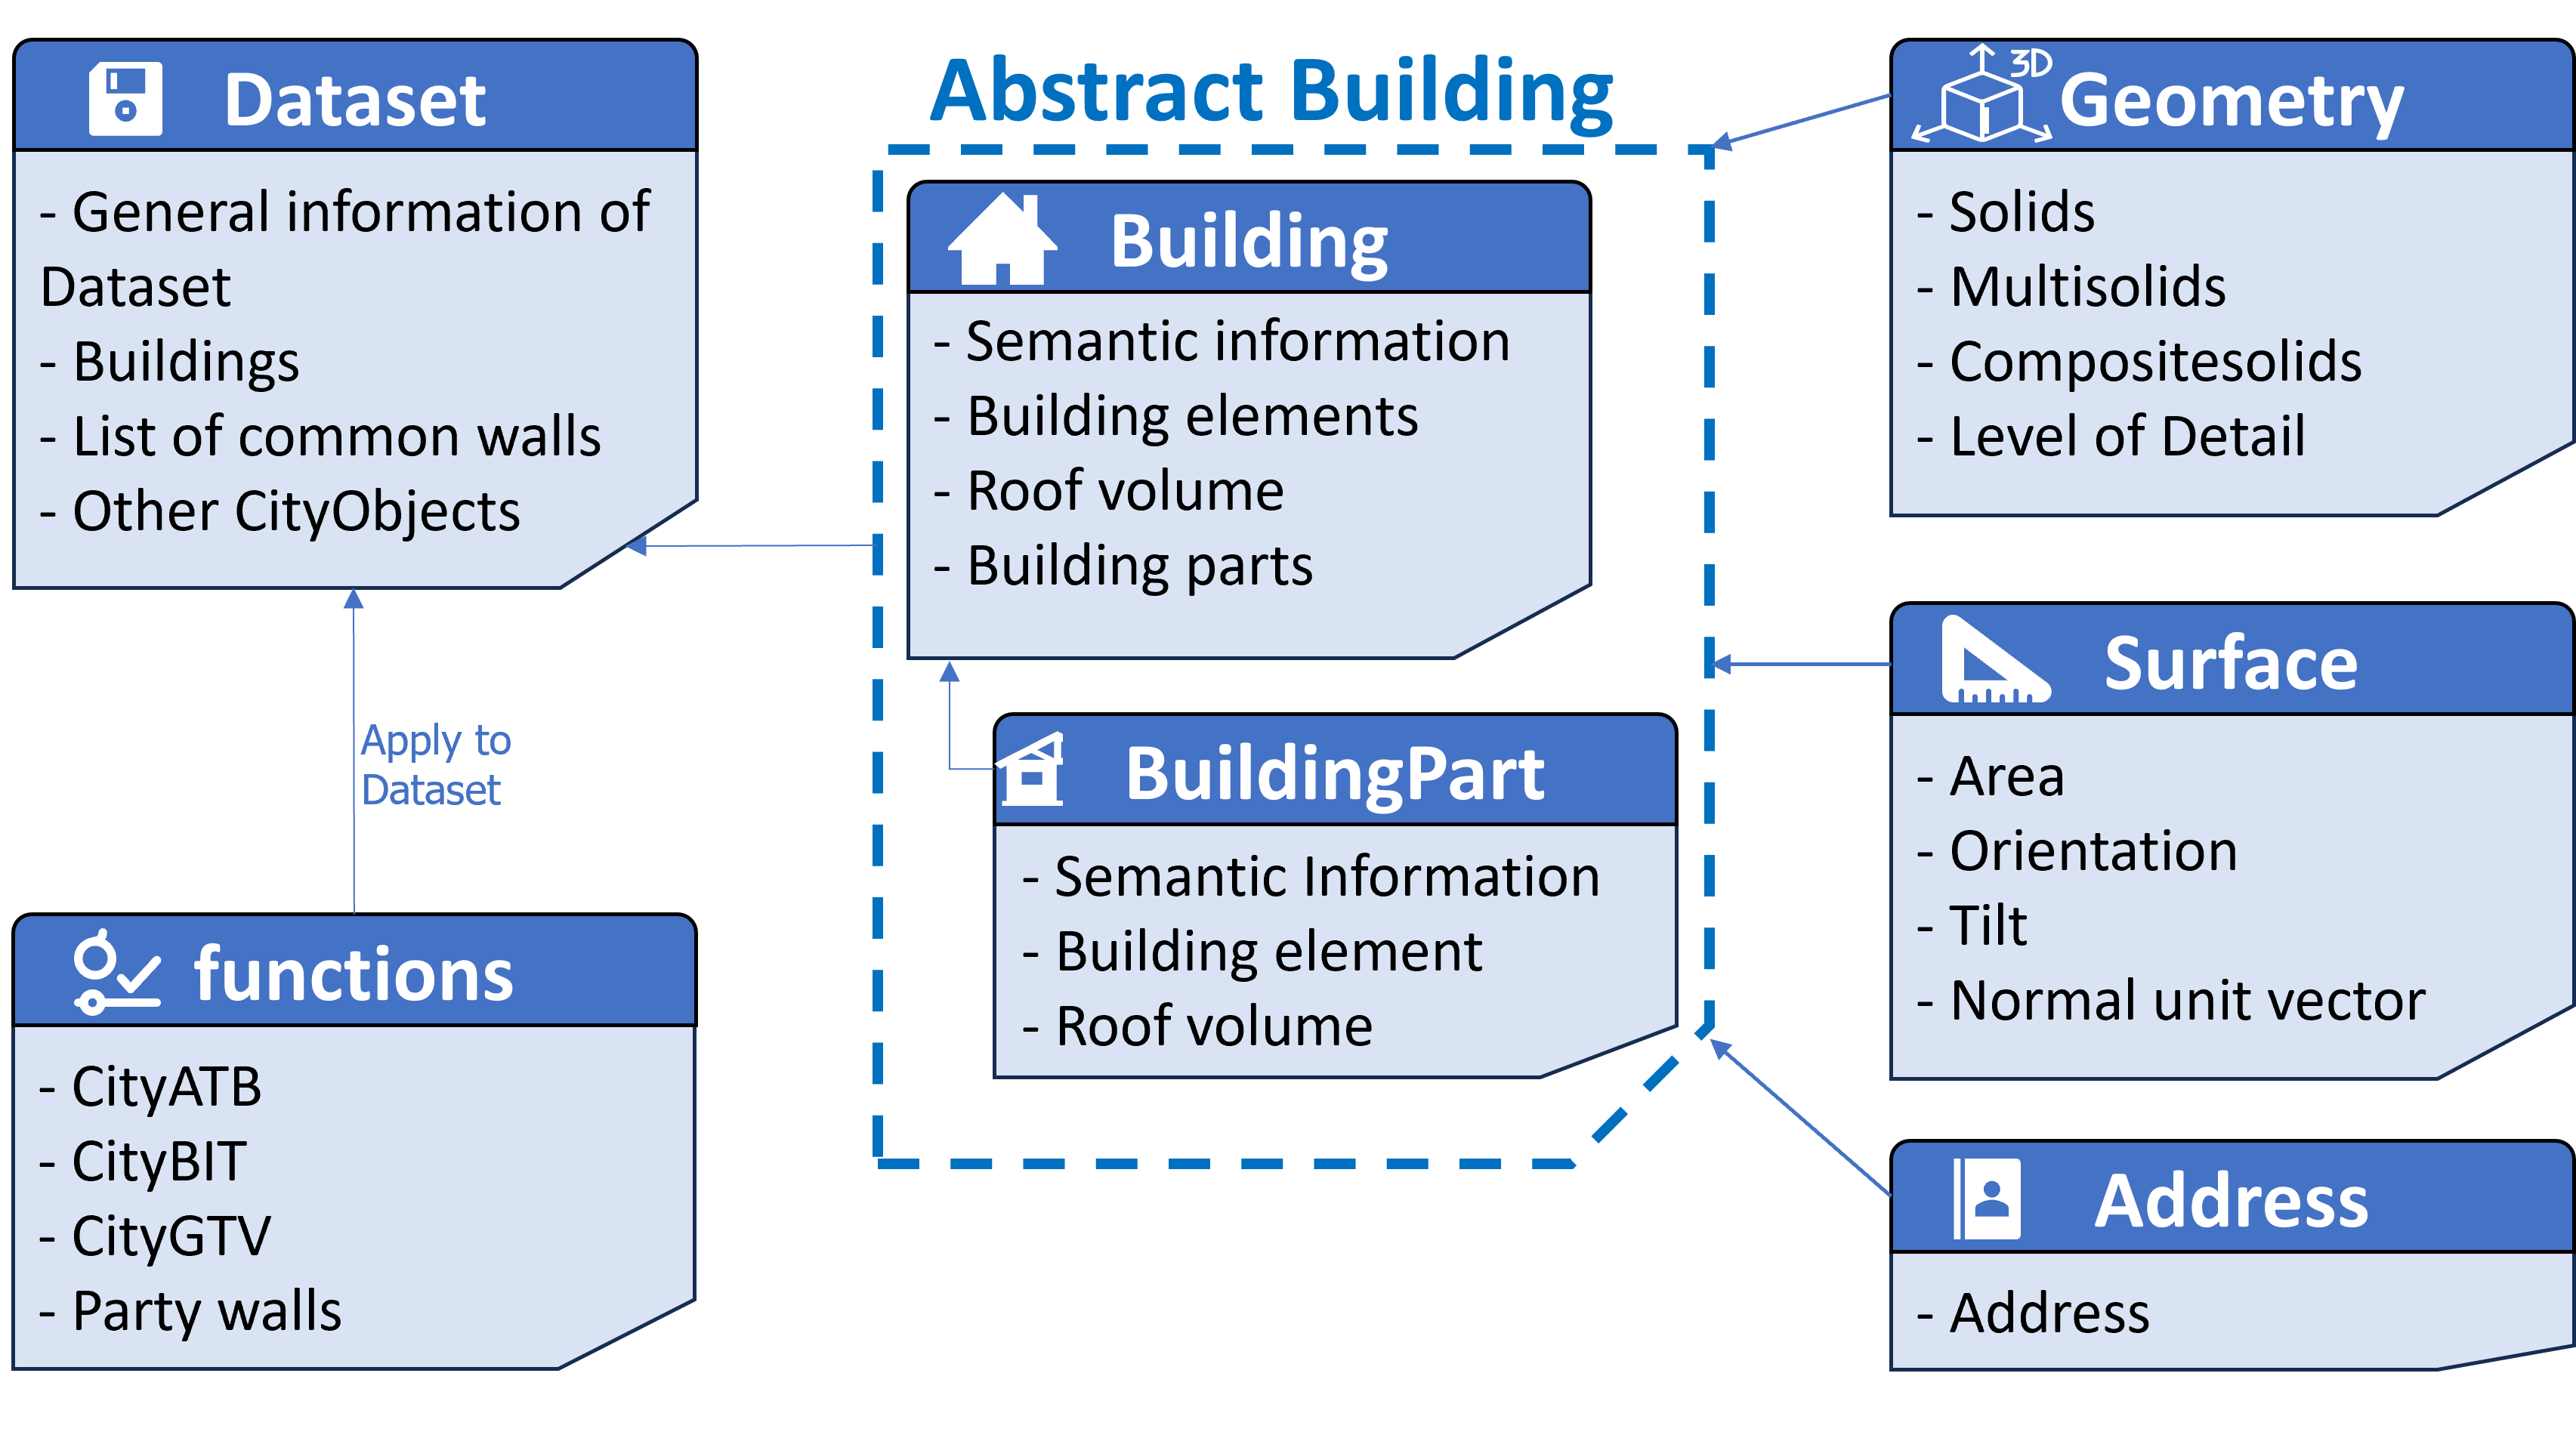 Dataset
- General information of
Dataset
- Buildings
- List of common walls
- Other CityObjects
Apply to
Dataset
functions
- CityATB
- CityBIT
- CityGTV
- Party walls
Abstract Building
Building
- Semantic information
- Building elements
- Roof volume
- Building parts
BuildingPart
- Semantic Information
- Building element
- Roof volume
3D
Geometry
- Solids
- Multisolids
- Compositesolids
- Level of Detail
Surface
- Area
- Orientation
- Tilt
- Normal unit vector
Address
- Address